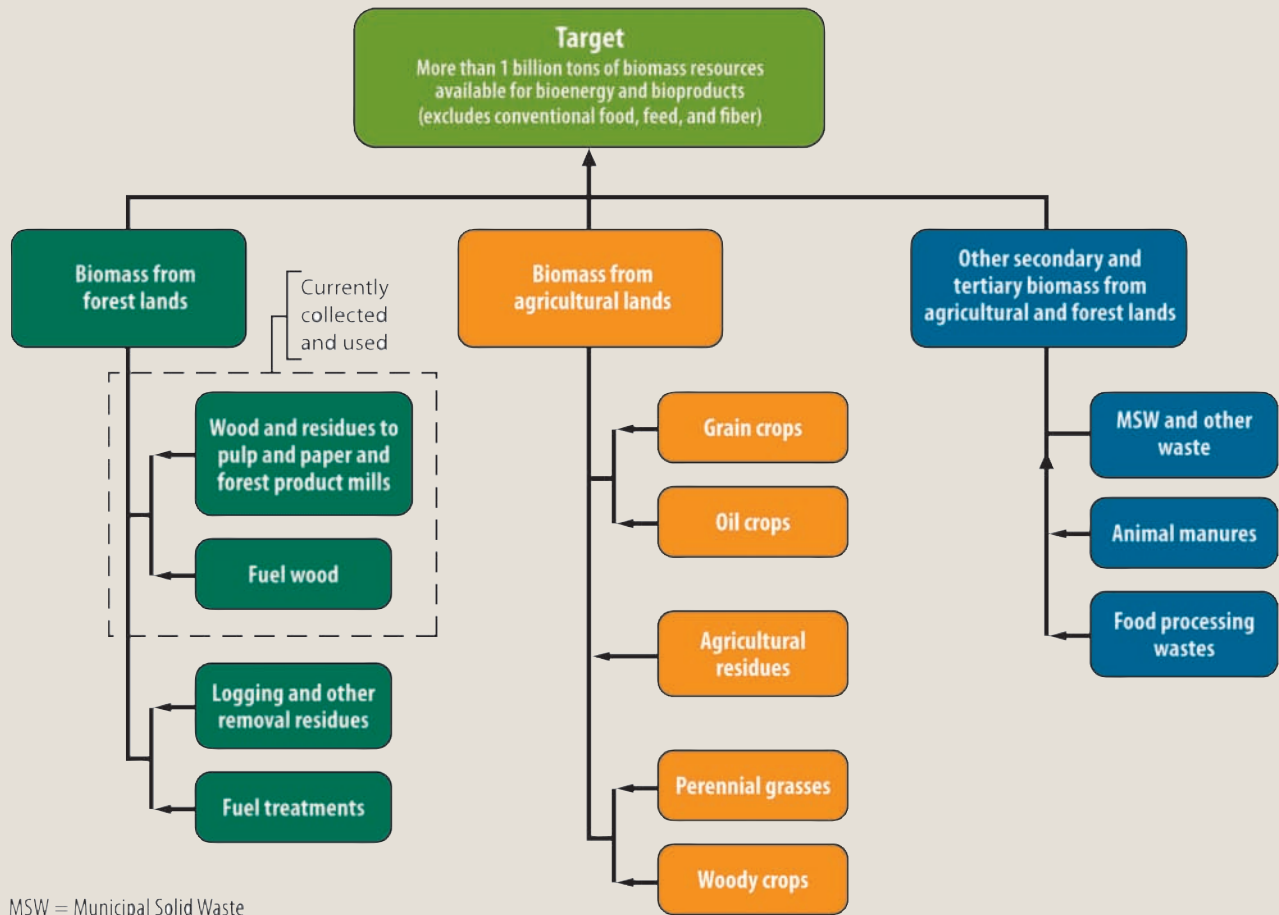 Target
More than 1 billion tons of biomass resources
available for bioenergy and bioproducts
(excludes conventional food, feed, and fiber)
Biomass from
forest lands
Currently
collected
and used
Wood and residues to
pulp and paper and
forest product mills
Fuel wood
Logging and other
removal residues
Fuel treatments
Biomass from
agricultural lands
Grain crops
Oil crops
Agricultural
residues
Perennial grasses
Woody crops
Other secondary and
tertiary biomass from
agricultural and forest lands
MSW and other
waste
Animal manures
Food processing
wastes
MSW = Municipal Solid Waste